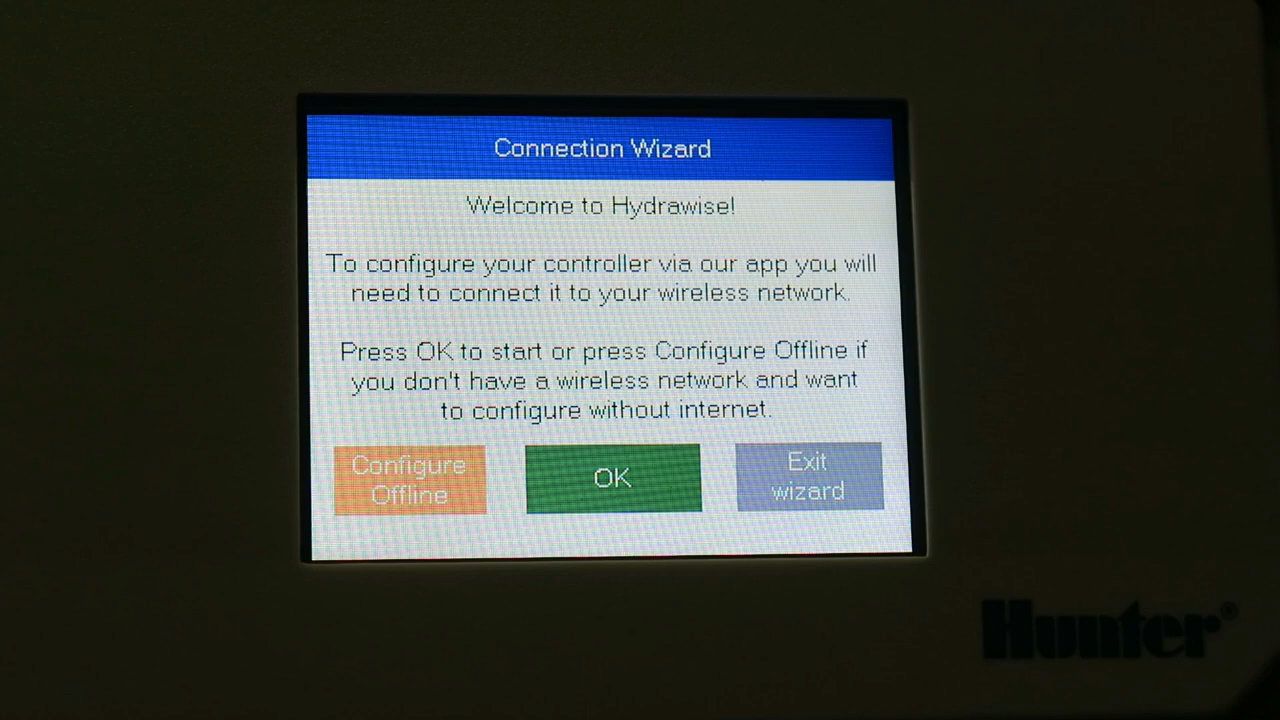 Connection Wizard
Welcome to Hydrawise!
To configure your controller via our app you will
need to connect it to your wireless network.
Press OK to start or press Configure Offline if
you don't have a wireless network and want
to configure without internet.
Configure
Offline
OK
Exit
wizard
Hunter®